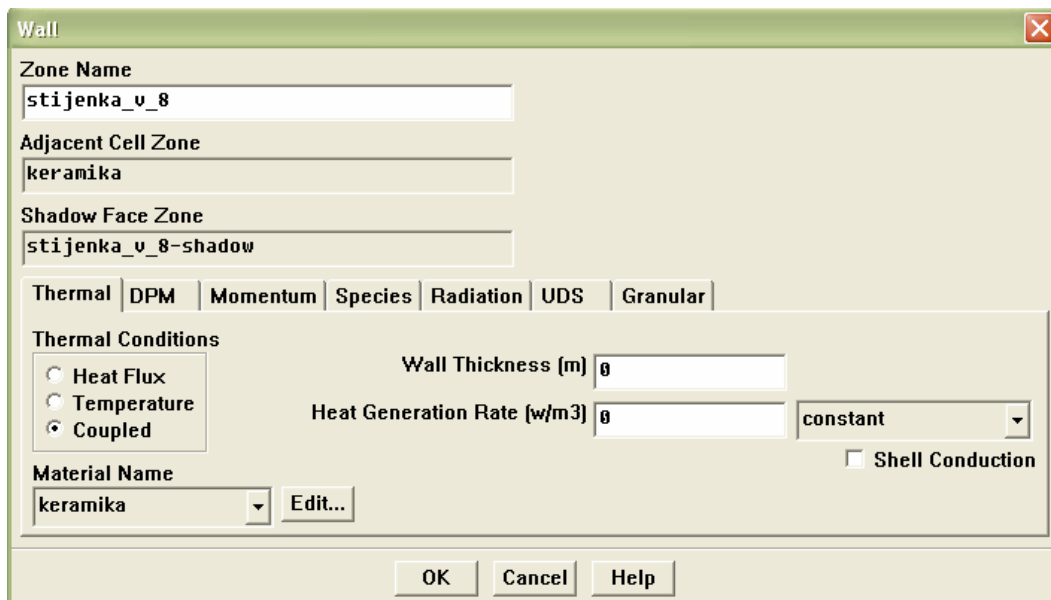 Wall
Zone Name
stijenka_v_8
Adjacent Cell Zone
keramika
Shadow Face Zone
stijenka_v_8-shadow
Thermal DPM Momentum Species Radiation UDS Granular
Thermal Conditions
Heat Flux
Temperature
Coupled
Wall Thickness (m) 0
Heat Generation Rate (w/m3) 0 constant
Shell Conduction
Material Name
keramika Edit...
OK Cancel Help